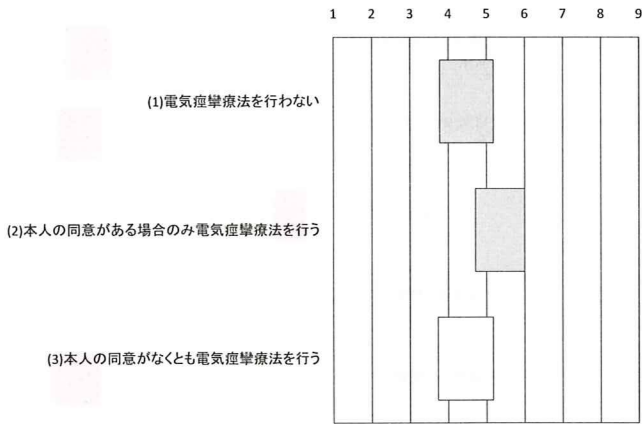 1 2 3 4 5 6 7 8 9
(1)電気痙攣療法を行わない
(2)本人の同意がある場合のみ電気痙攣療法を行う
(3)本人の同意がなくとも電気痙攣療法を行う